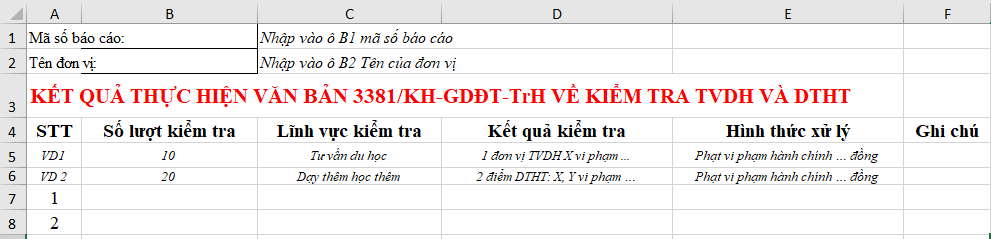 A B C D E F
1 Mã số báo cáo: Nhập vào ô B1 mã số báo cáo
2 Tên đơn vị: Nhập vào ô B2 Tên của đơn vị
3 KẾT QUẢ THỰC HIỆN VĂN BẢN 3381/KH-GDĐT-TrH VỀ KIỂM TRA TVDH VÀ DTHT
4 STT Số lượt kiểm tra Lĩnh vực kiểm tra Kết quả kiểm tra Hình thức xử lý Ghi chú
5 VD1 10 Tư vấn du học 1 đơn vị TVDH X vi phạm ... Phạt vi phạm hành chính ... đồng
6 VD 2 20 Dạy thêm học thêm 2 điểm DTHT: X, Y vi phạm ... Phạt vi phạm hành chính ... đồng
7 1
8 2